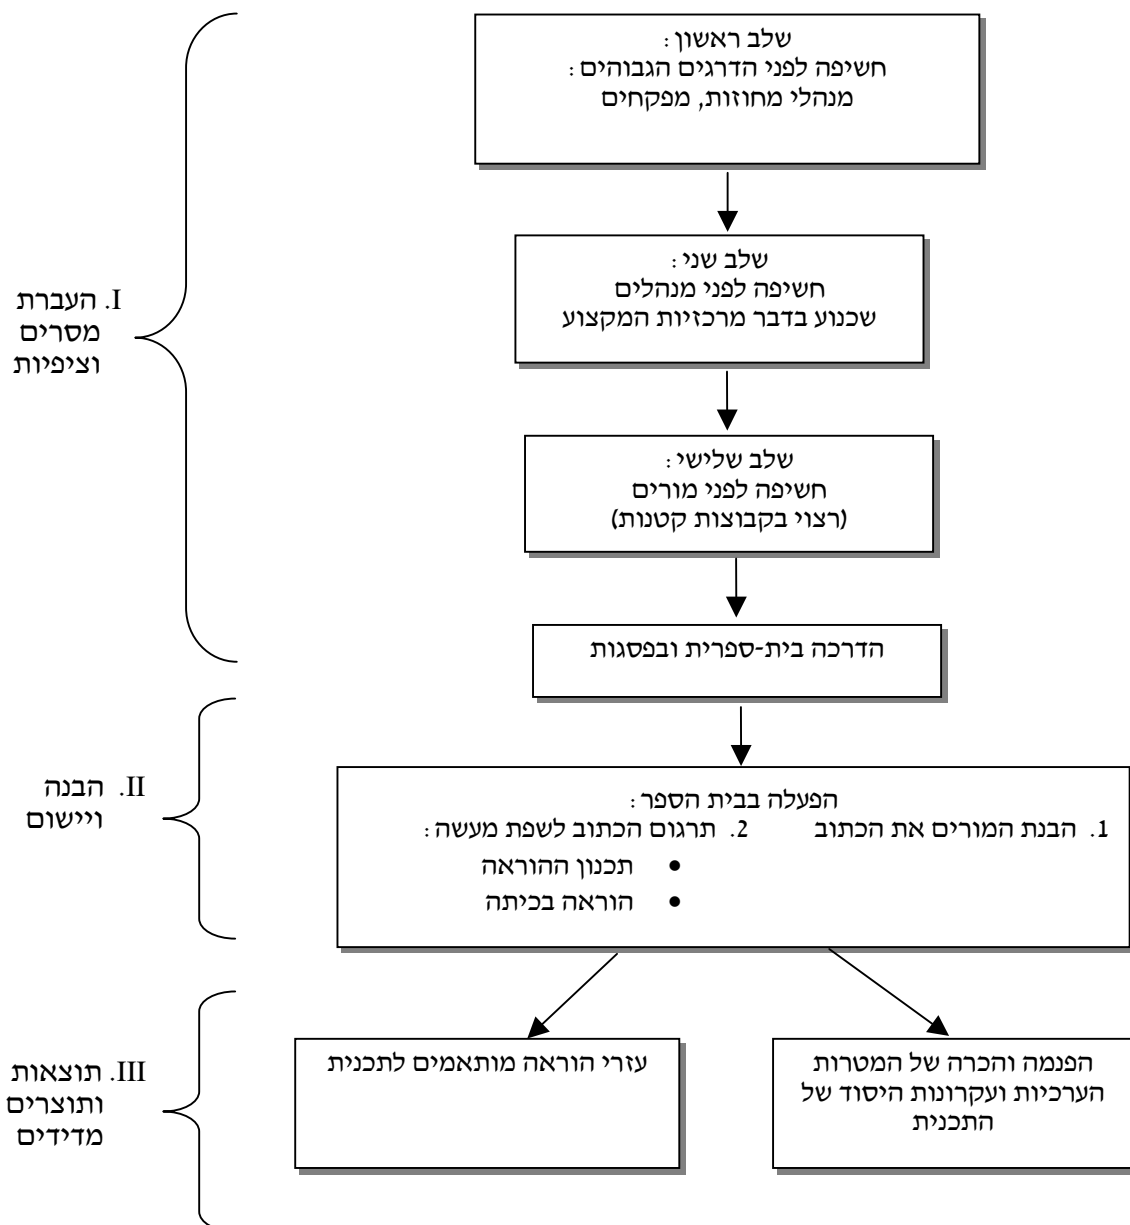 שלב ראשון:
חשיפה לפני הדרגים הגבוהים:
מנהלי מחוזות, מפקחים
שלב שני:
חשיפה לפני מנהלים
שכנוע בדבר מרכזיות המקצוע
I. העברת
מסרים
וציפיות
שלב שלישי:
חשיפה לפני מורים
(רצוי בקבוצות קטנות)
הדרכה בית-ספרית ובפסגות
II. הבנה
ויישום
הפעלה בבית הספר:
1. הבנת המורים את הכתוב 2. תרגום הכתוב לשפת מעשה:
• תכנון ההוראה
• הוראה בכיתה
III. תוצאות
ותוצרים
מדידים
הפנמה והכרה של המטרות
הערכיות ועקרונות היסוד של
התכנית
עזרי הוראה מותאמים לתכנית